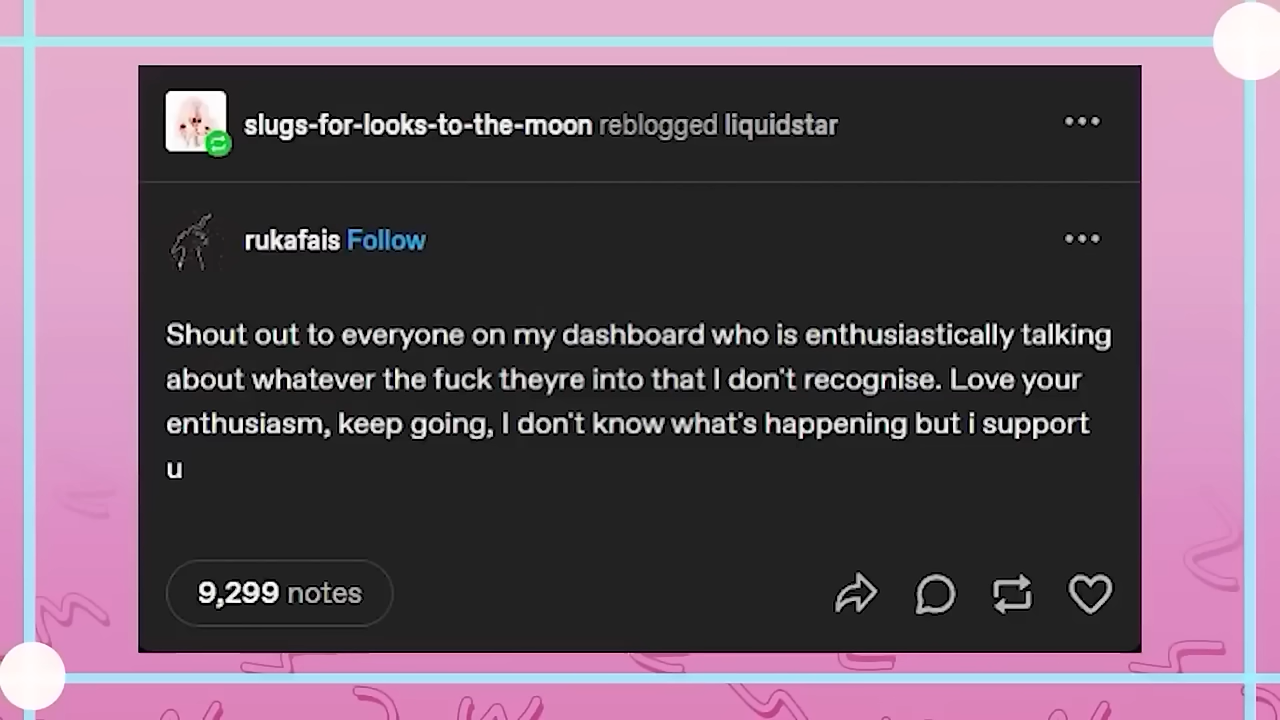 slugs-for-looks-to-the-moon reblogged liquidstar
rukafais Follow
Shout out to everyone on my dashboard who is enthusiastically talking
about whatever the fuck theyre into that I don't recognise. Love your
enthusiasm, keep going, I don't know what's happening but i support
u
9,299 notes